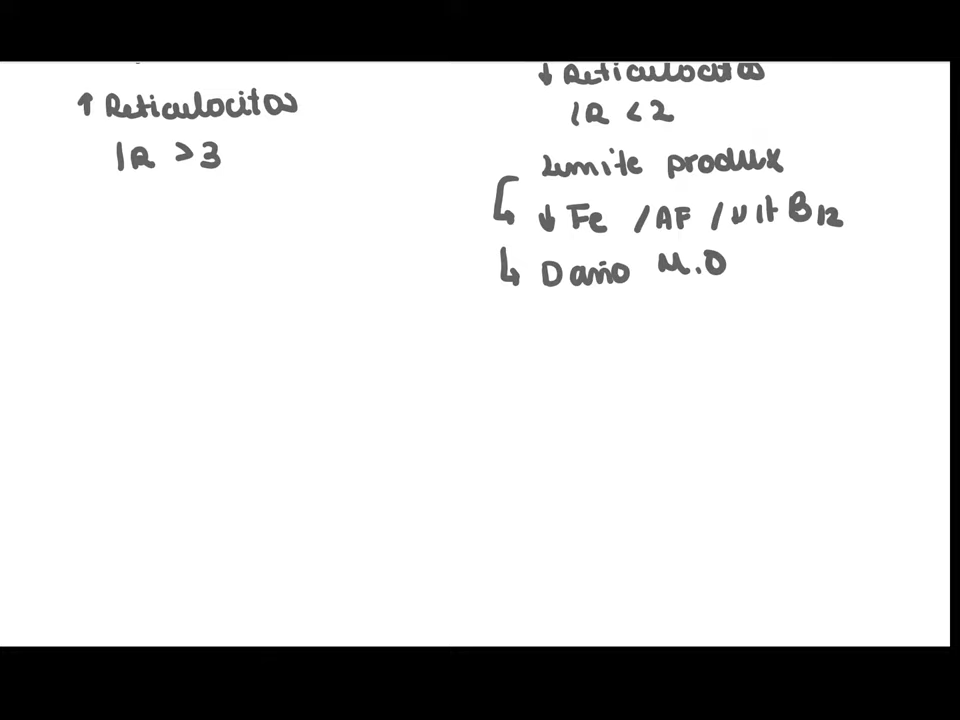 ↑ Reticulocitos
IR > 3
↓ Reticulocitos
IR < 2
Limite produx
↓ Fe / AF / vit B12
Daño M.O